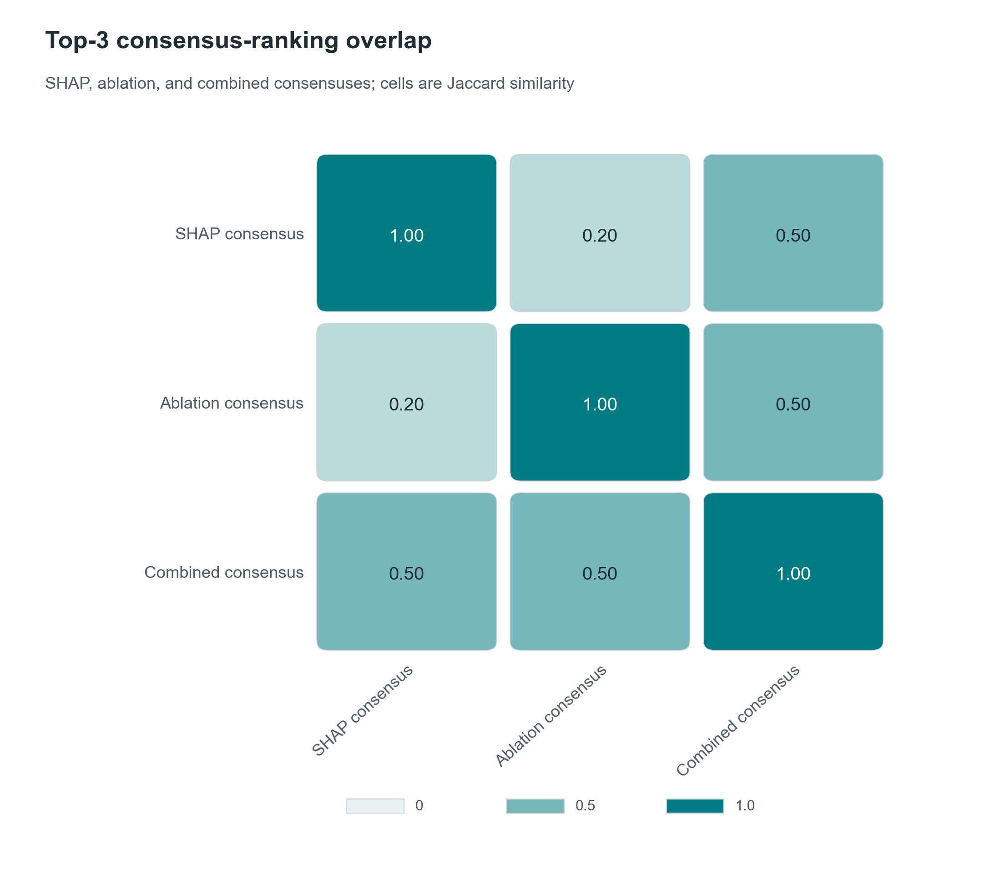 Top-3 consensus-ranking overlap
SHAP, ablation, and combined consensuses; cells are Jaccard similarity
SHAP consensus 1.00 0.20 0.50
Ablation consensus 0.20 1.00 0.50
Combined consensus 0.50 0.50 1.00
SHAP consensus Ablation consensus Combined consensus
0 0.5 1.0